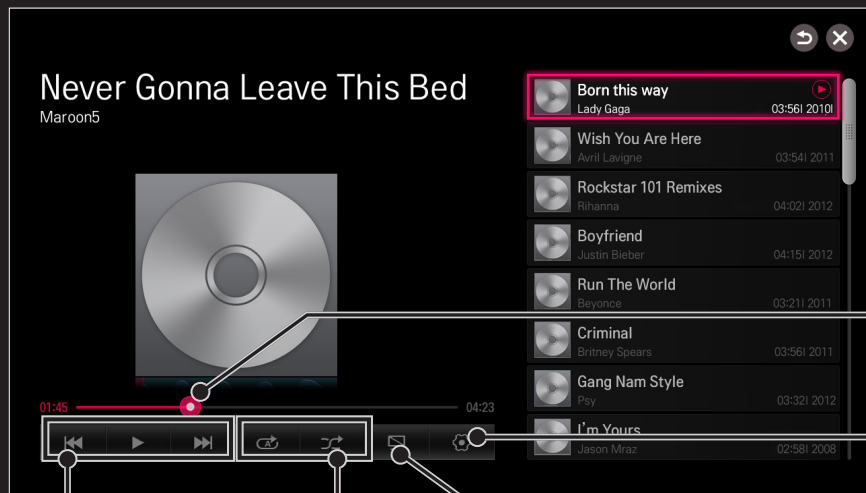 Never Gonna Leave This Bed
Maroon5
01:45
04:23
Born this way
Lady Gaga 03:56| 2010|
Wish You Are Here
Avril Lavigne 03:54| 2011
Rockstar 101 Remixes
Rihanna 04:02| 2012
Boyfriend
Justin Bieber 04:15| 2012
Run The World
Beyonce 03:21| 2011
Criminal
Britney Spears 03:56| 2011
Gang Nam Style
Psy 03:32| 2012
I'm Yours
Jason Mraz 02:58| 2008
A